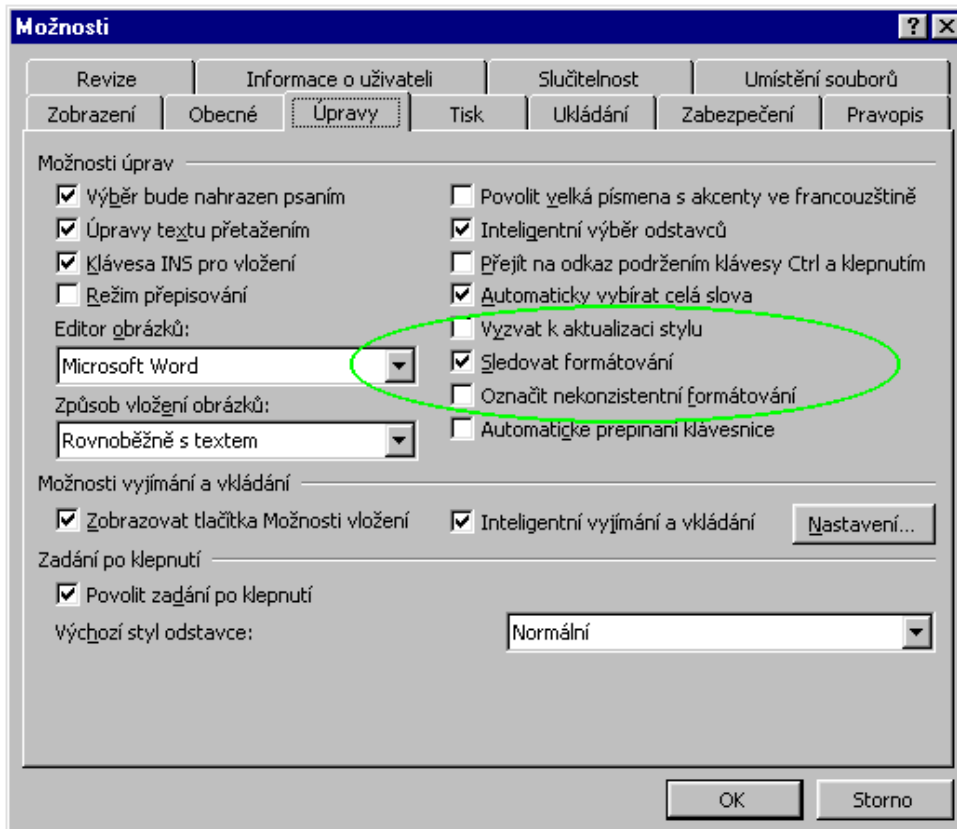 Možnosti
Revize Informace o uživateli Slučitelnost Umístění souborů
Zobrazení Obecné Úpravy Tisk Ukládání Zabezpečení Pravopis
Možnosti úprav
Výběr bude nahrazen psaním
Povolit velká písmena s akcenty ve francouzštině
Úpravy textu přetažením
Inteligentní výběr odstavců
Klávesa INS pro vložení
Přejít na odkaz podržením klávesy Ctrl a klepnutím
Režim přepisování
Automaticky vybírat celá slova
Editor obrázků:
Vyzvat k aktualizaci stylu
Microsoft Word
Sledovat formátování
Označit nekonzistentní formátování
Způsob vložení obrázků:
Rovnoběžně s textem
Automatické přepínání klávesnice
Možnosti vyjímání a vkládání
Zobrazovat tlačítka Možnosti vložení
Inteligentní vyjímání a vkládání
Nastavení...
Zadání po klepnutí
Povolit zadání po klepnutí
Výchozí styl odstavce:
Normální
OK Storno